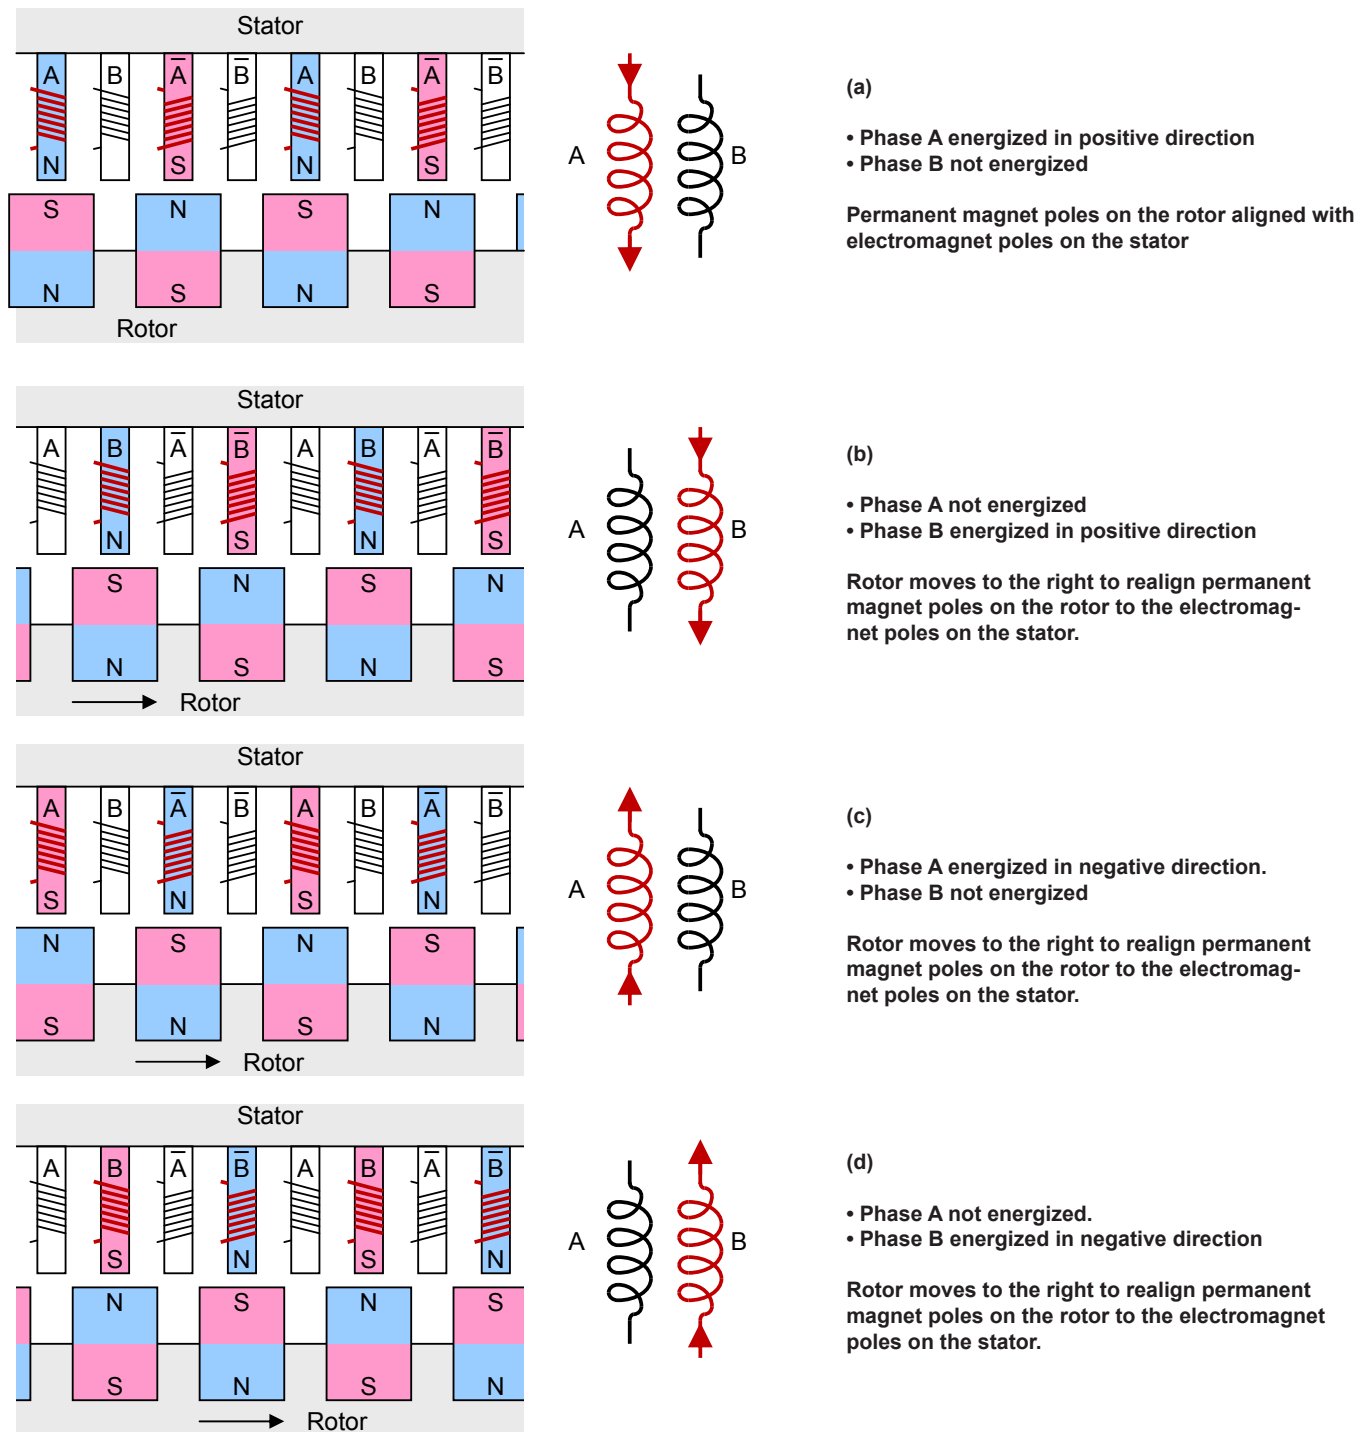 Stator
A B A̅ B̅ A B A̅ B̅
N S N S
S N S N
N S N S
Rotor
A B
(a)
• Phase A energized in positive direction
• Phase B not energized
Permanent magnet poles on the rotor aligned with
electromagnet poles on the stator
Stator
A B A̅ B̅ A B A̅ B̅
N S N S
S N S N
N S N S
Rotor
A B
(b)
• Phase A not energized
• Phase B energized in positive direction
Rotor moves to the right to realign permanent
magnet poles on the rotor to the electromag-
net poles on the stator.
Stator
A B A̅ B̅ A B A̅ B̅
S N S N
N S N S
S N S N
Rotor
A B
(c)
• Phase A energized in negative direction.
• Phase B not energized
Rotor moves to the right to realign permanent
magnet poles on the rotor to the electromag-
net poles on the stator.
Stator
A B A̅ B̅ A B A̅ B̅
S N S N
N S N S
S N S N
Rotor
A B
(d)
• Phase A not energized.
• Phase B energized in negative direction
Rotor moves to the right to realign permanent
magnet poles on the rotor to the electromagnet
poles on the stator.